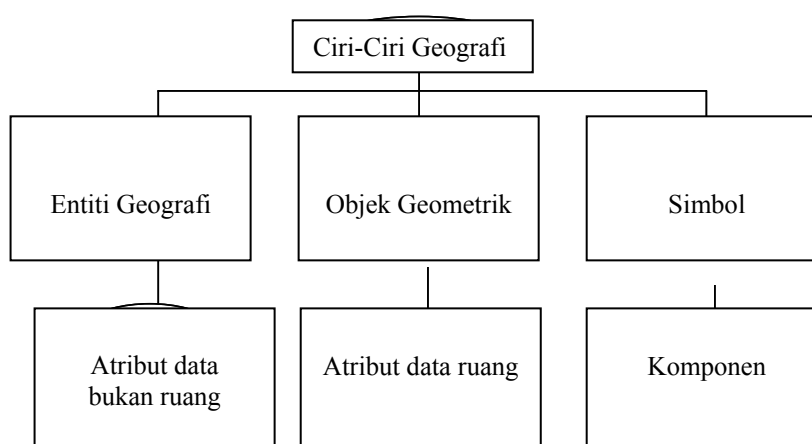 Ciri-Ciri Geografi
Entiti Geografi
Objek Geometrik
Simbol
Atribut data
bukan ruang
Atribut data ruang
Komponen